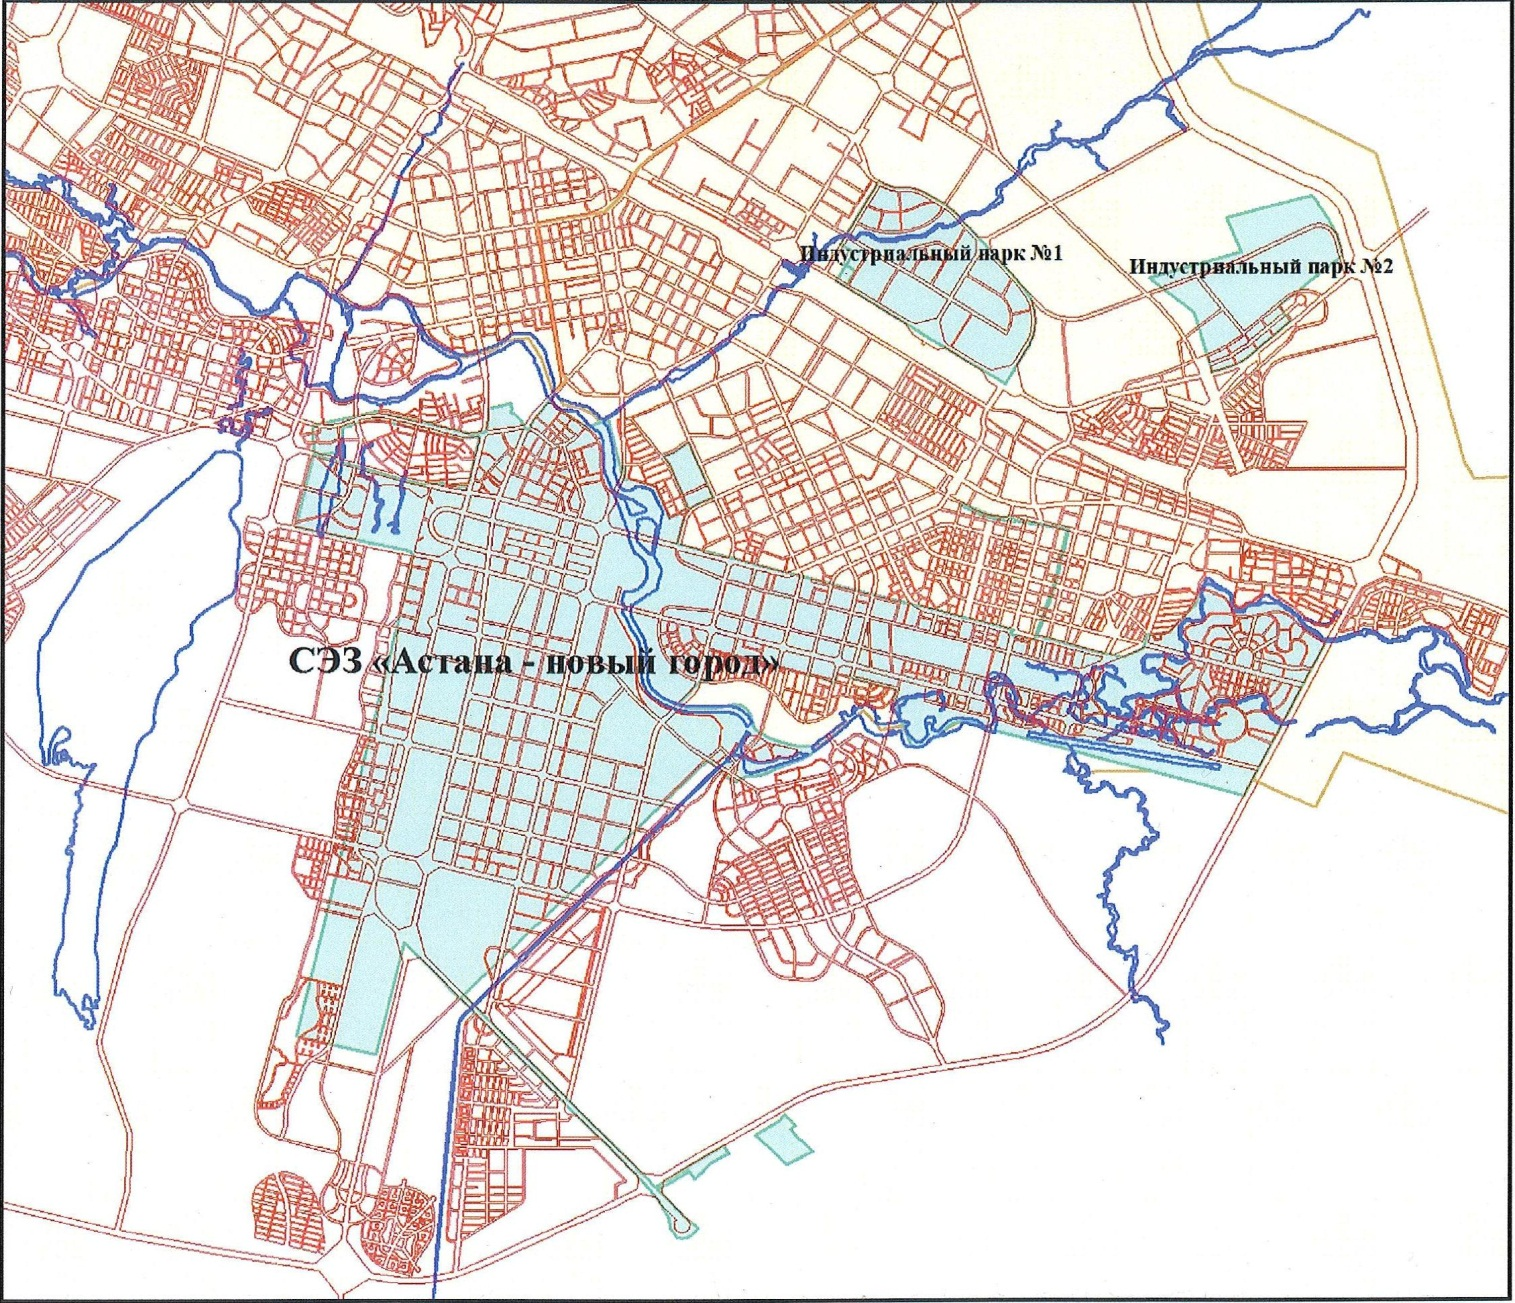 Индустриальный парк №1
Индустриальный парк №2
СЭЗ «Астана - новый город»